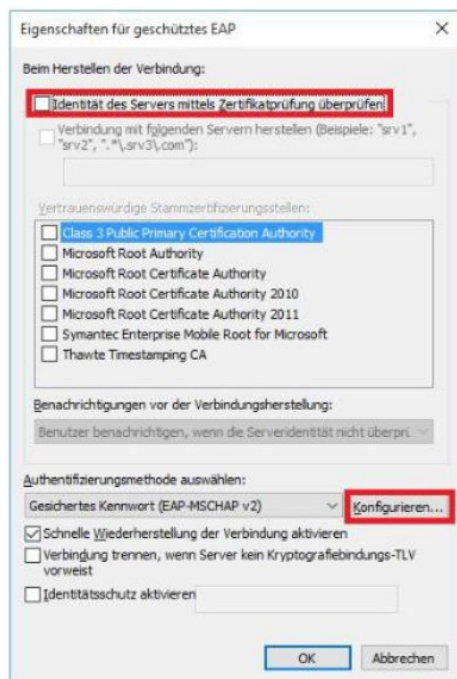 Eigenschaften für geschütztes EAP
Beim Herstellen der Verbindung:
Identität des Servers mittels Zertifikatprüfung überprüfen
Verbindung mit folgenden Servern herstellen (Beispiele: "srv1",
"srv2", ".*\.srv3\.com"):
Vertrauenswürdige Stammzertifizierungsstellen:
Class 3 Public Primary Certification Authority
Microsoft Root Authority
Microsoft Root Certificate Authority
Microsoft Root Certificate Authority 2010
Microsoft Root Certificate Authority 2011
Symantec Enterprise Mobile Root for Microsoft
Thawte Timestamping CA
Benachrichtigungen vor der Verbindungsherstellung:
Benutzer benachrichtigen, wenn die Serveridentität nicht überprü
Authentifizierungsmethode auswählen:
Gesichertes Kennwort (EAP-MSCHAP v2)
Konfigurieren...
Schnelle Wiederherstellung der Verbindung aktivieren
Verbindung trennen, wenn Server kein Kryptografiebindungs-TLV
vorweist
Identitätsschutz aktivieren
OK
Abbrechen